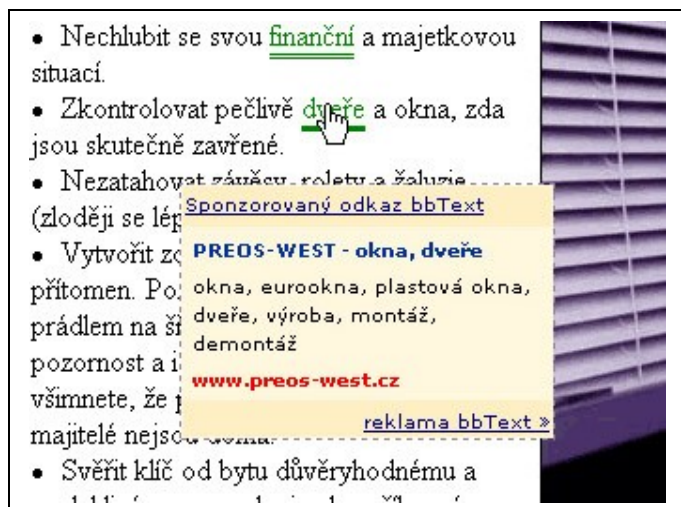 • Nechlubit se svou finanční a majetkovou
situací.
• Zkontrolovat pečlivě dveře a okna, zda
jsou skutečně zavřené.
• Nezatahovat závěsy, rolety a žaluzie
(zloději se lép
Sponzorovaný odkaz bbText
• Vytvořit
PREOS-WEST - okna, dveře
přítomen.
okna, eurookna, plastová okna,
prádlem na
dveře, výroba, montáž,
demontáž
pozornost a
www.preos-west.cz
všimnete, že
reklama bbText »
majitelé nejsou doma.
• Svěřit klíč od bytu důvěryhodnému a